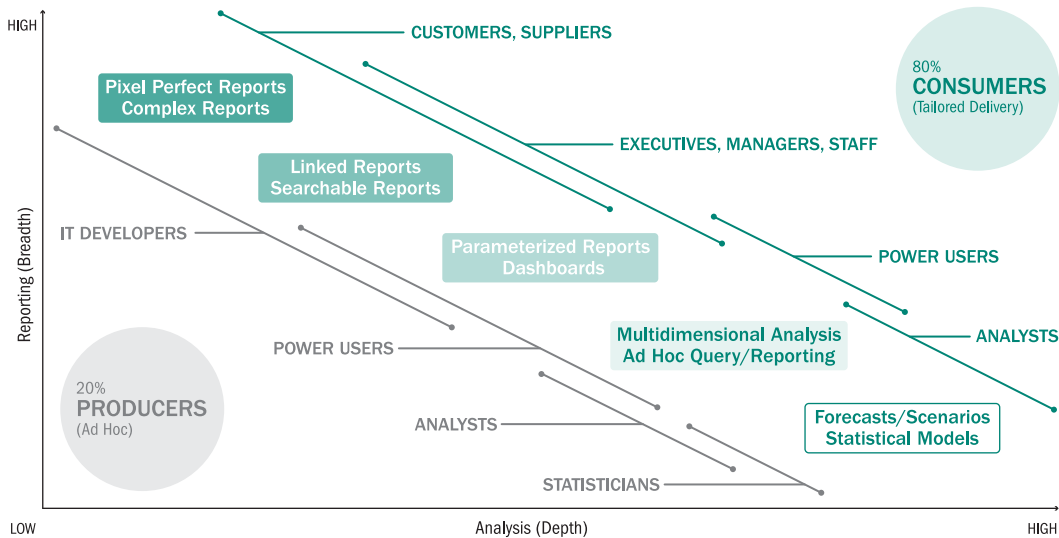 HIGH
CUSTOMERS, SUPPLIERS
80%
CONSUMERS
(Tailored Delivery)
Pixel Perfect Reports
Complex Reports
EXECUTIVES, MANAGERS, STAFF
Linked Reports
Searchable Reports
IT DEVELOPERS
Parameterized Reports
Dashboards
POWER USERS
Reporting (Breadth)
Multidimensional Analysis
Ad Hoc Query/Reporting
ANALYSTS
POWER USERS
20%
PRODUCERS
(Ad Hoc)
ANALYSTS
Forecasts/Scenarios
Statistical Models
STATISTICIANS
LOW
Analysis (Depth)
HIGH